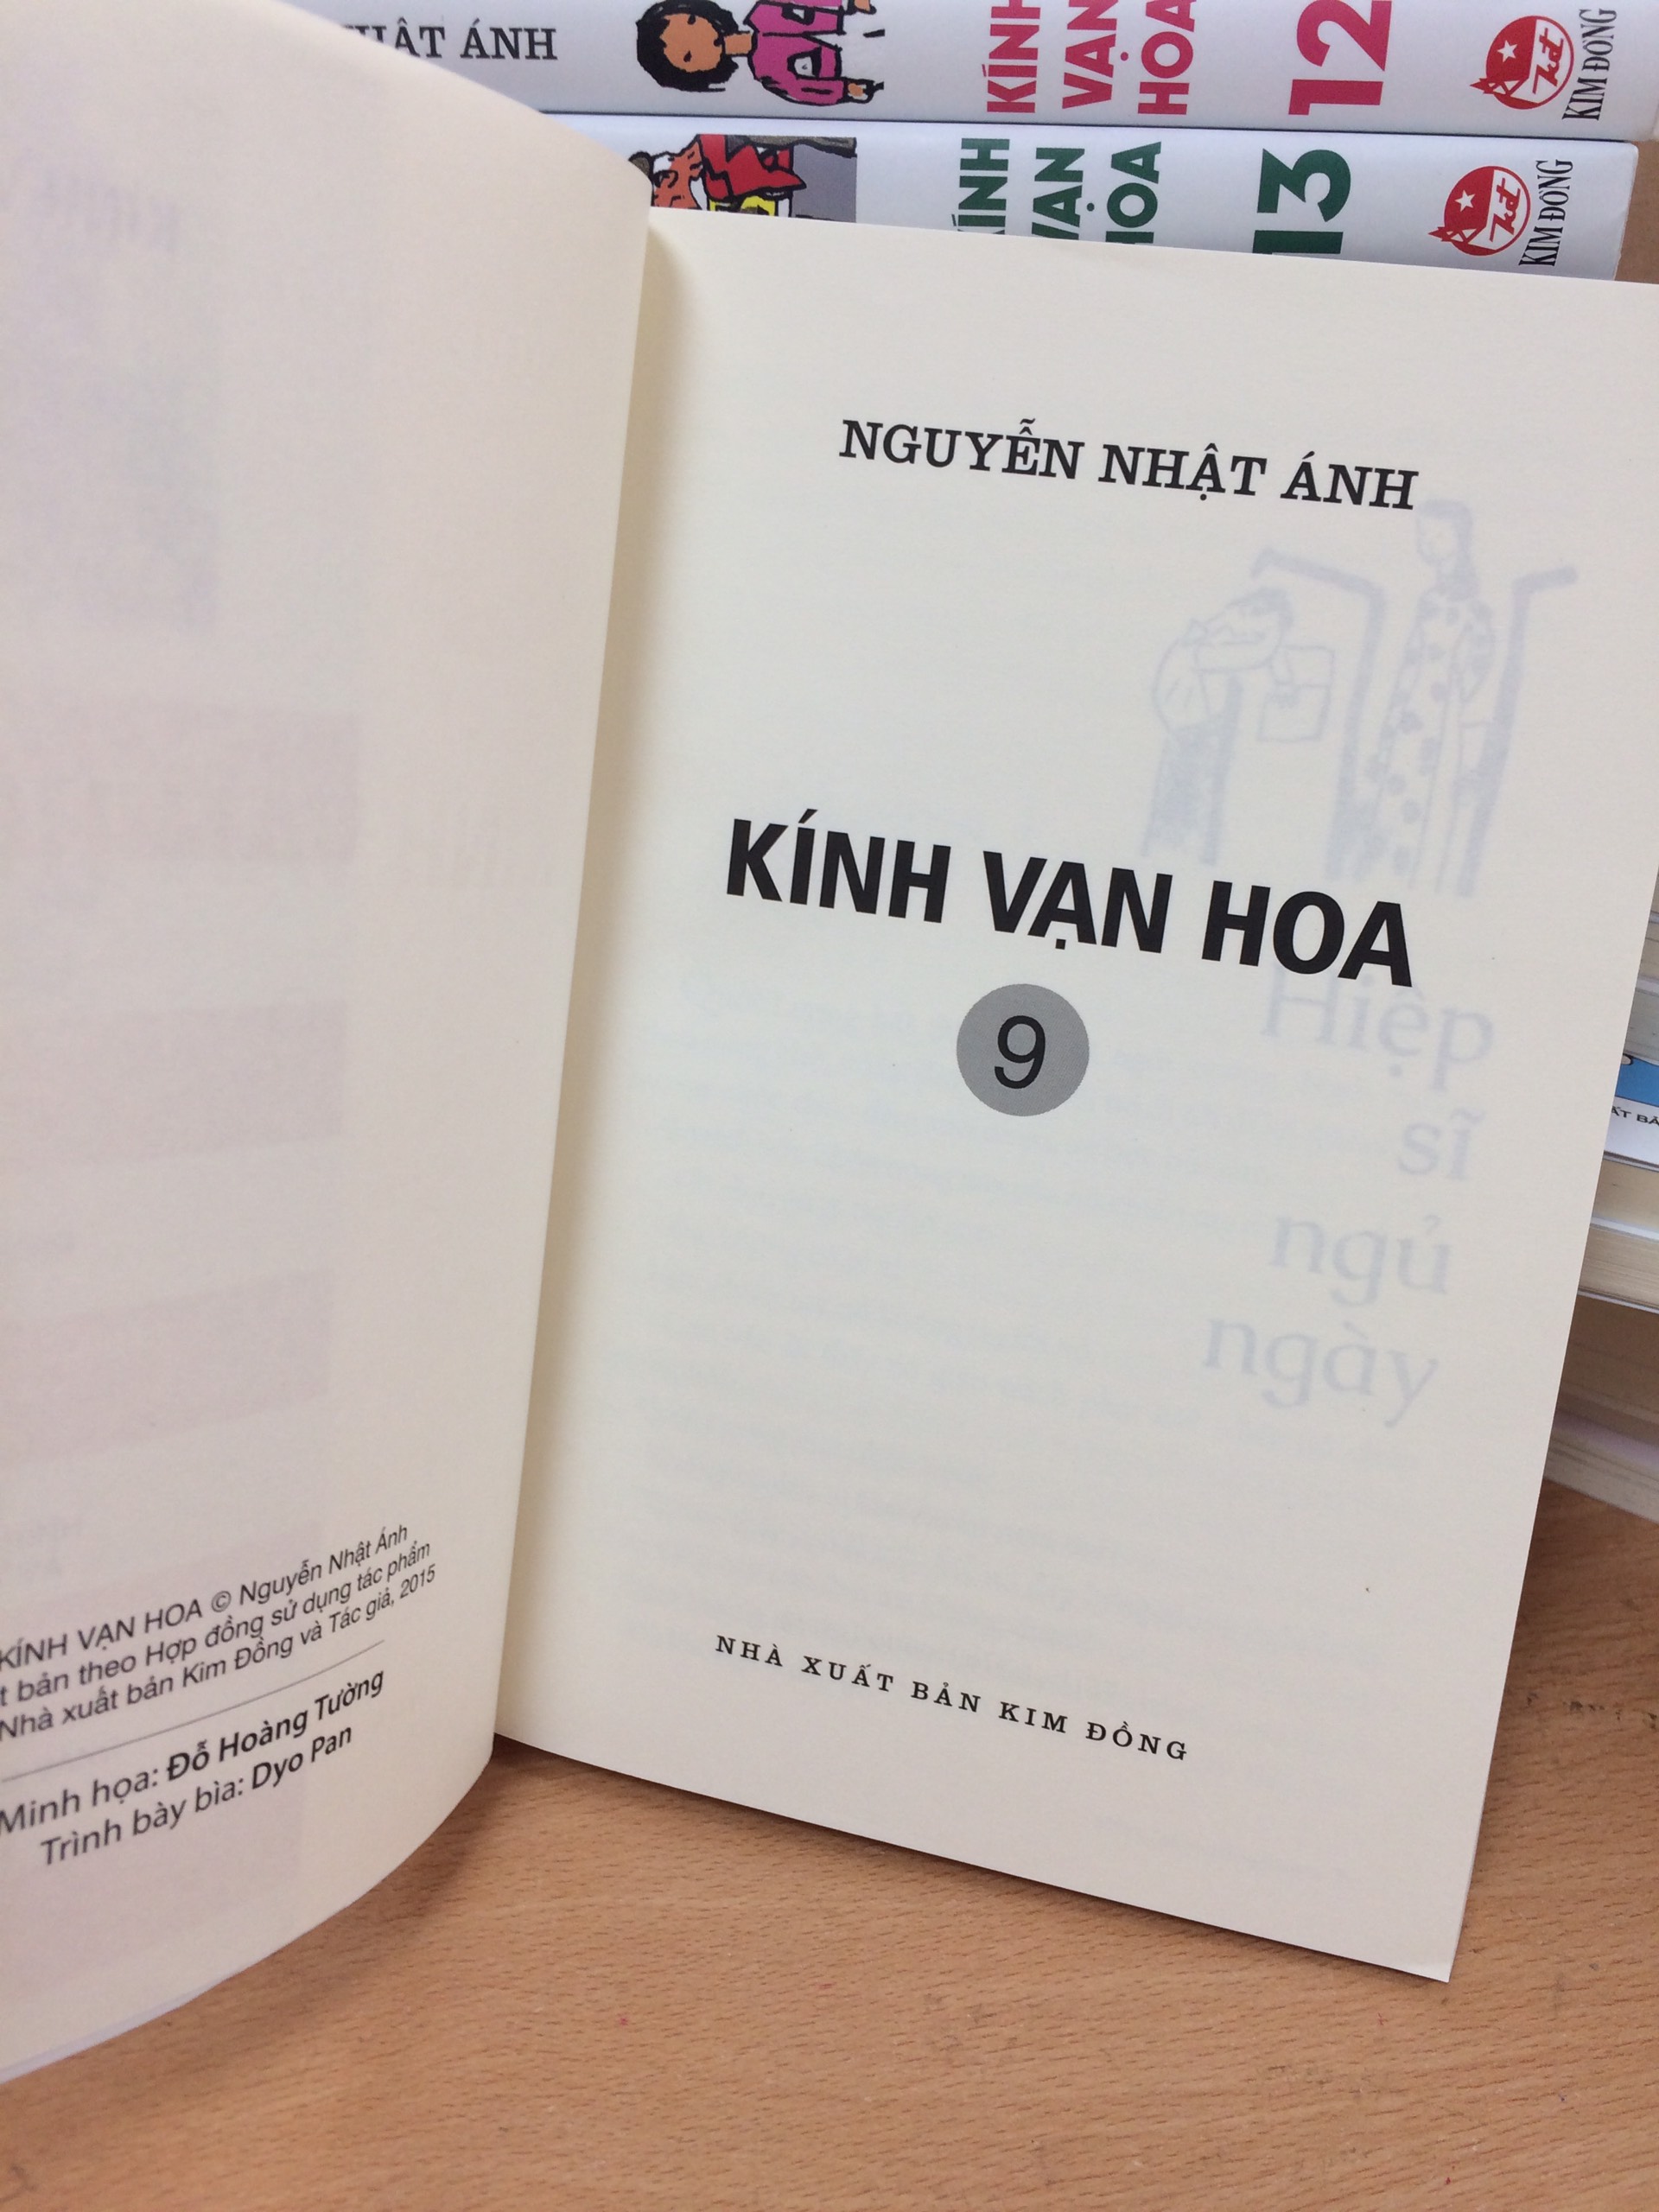 ẬT ÁNH
KÍNH
VẠN
HOA
12
KIM ĐỒNG
KÍNH
VẠN
HOA
13
KIM ĐỒNG
NGUYỄN NHẬT ÁNH
KÍNH VẠN HOA
9
Hiệp
sĩ
ngủ
ngày
NHÀ XUẤT BẢN KIM ĐỒNG
KÍNH VẠN HOA © Nguyễn Nhật Ánh
t bản theo Hợp đồng sử dụng tác phẩm
Nhà xuất bản Kim Đồng và Tác giả, 2015
Minh họa: Đỗ Hoàng Tường
Trình bày bìa: Dyo Pan